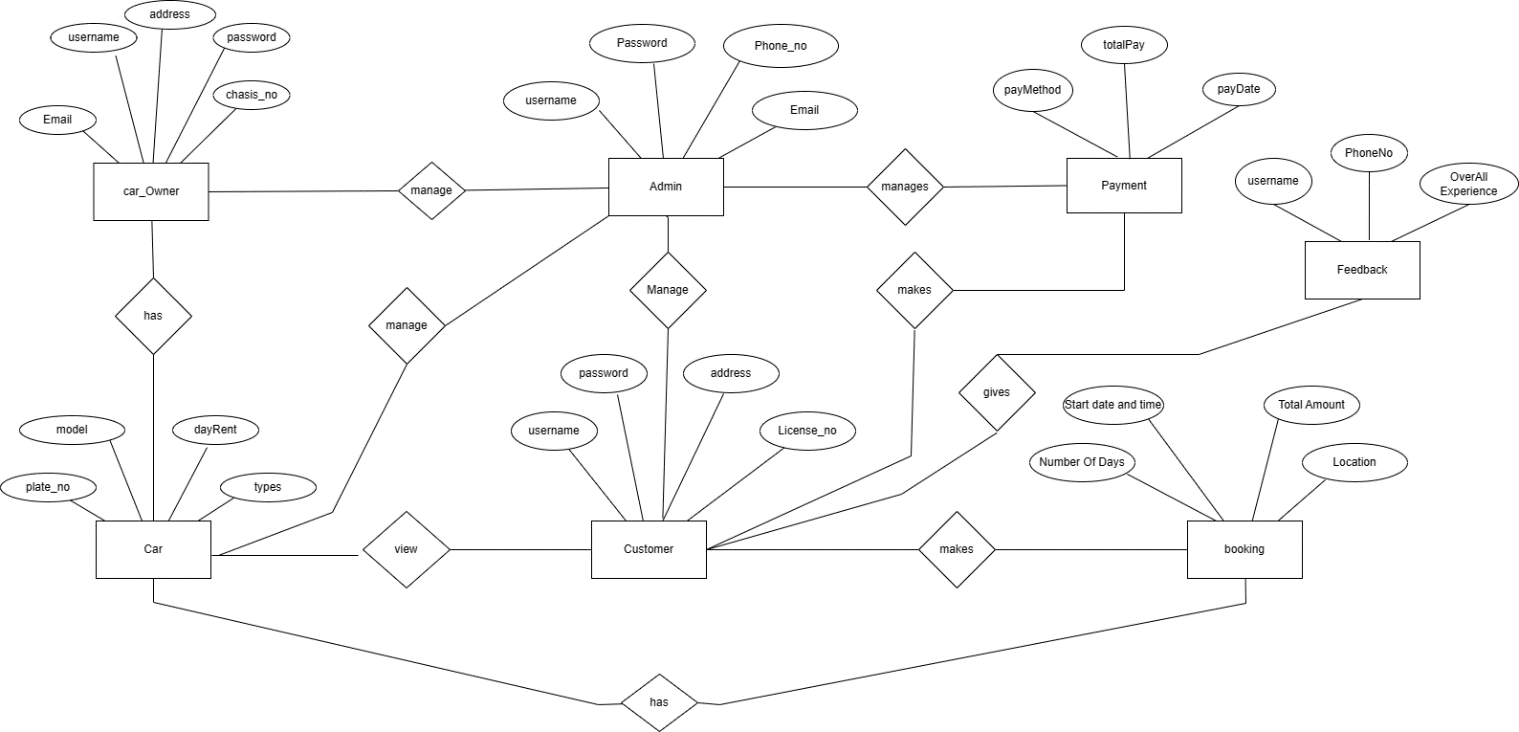 address
username
password
chasis_no
Email
car_Owner
manage
Password
Phone_no
username
Email
Admin
manages
totalPay
payMethod
payDate
Payment
PhoneNo
username
OverAll
Experience
Feedback
has
manage
Manage
makes
gives
password
address
username
License_no
Start date and time
Total Amount
Number Of Days
Location
model
dayRent
plate_no
types
Car
view
Customer
makes
booking
has